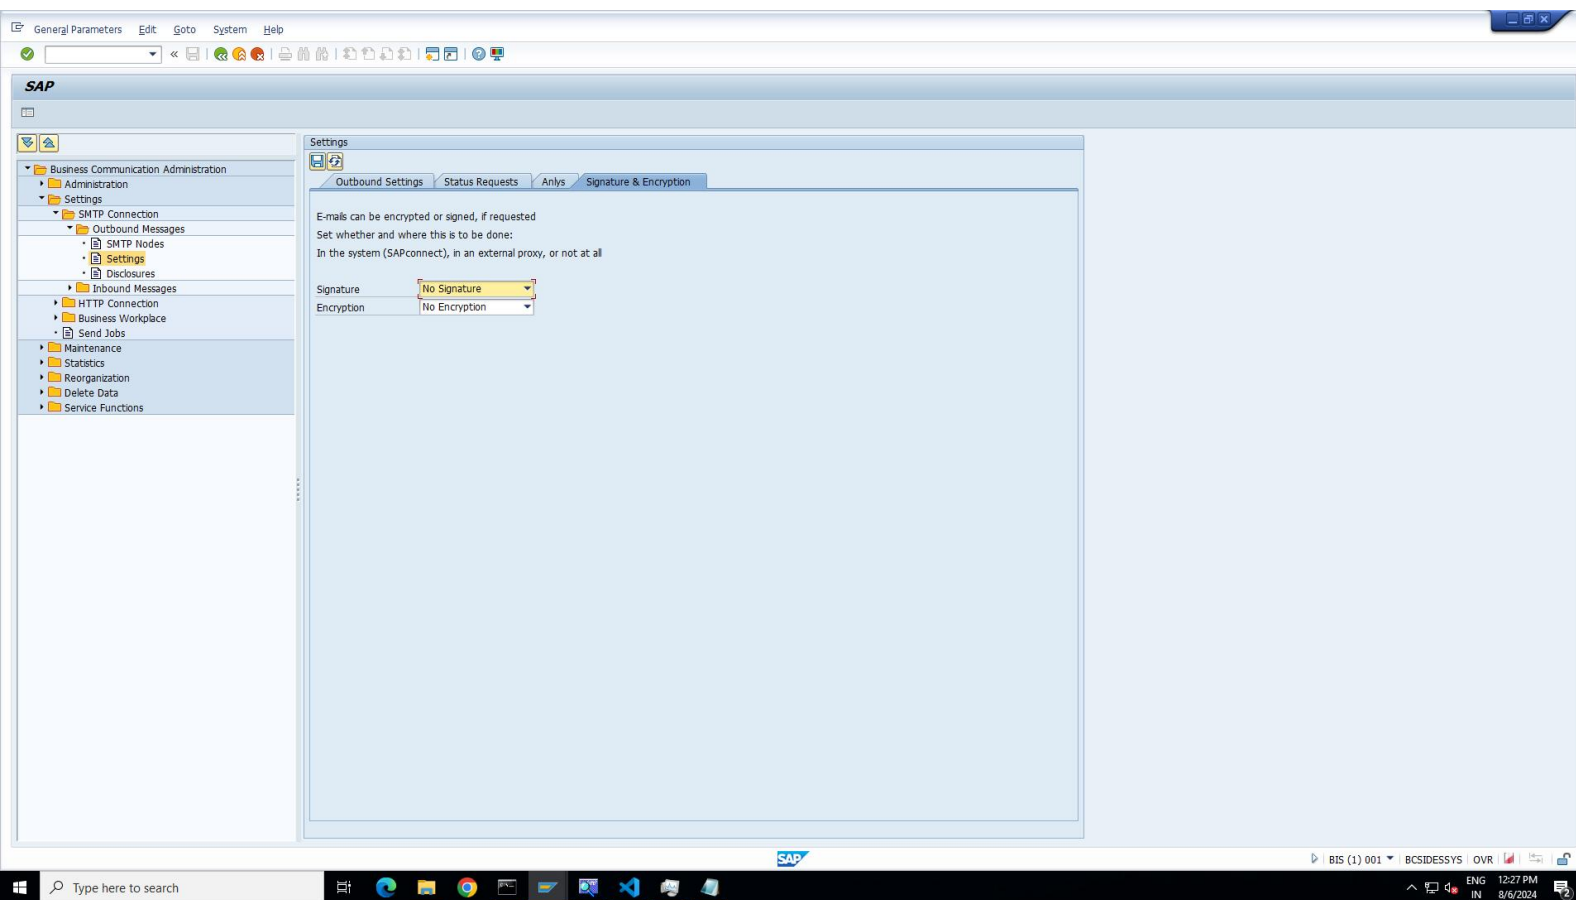 General Parameters Edit Goto System Help
SAP
Settings
Outbound Settings Status Requests Anlys Signature & Encryption
Business Communication Administration
Administration
Settings
SMTP Connection
Outbound Messages
SMTP Nodes
Settings
Disclosures
Inbound Messages
HTTP Connection
Business Workplace
Send Jobs
Maintenance
Statistics
Reorganization
Delete Data
Service Functions
E-mails can be encrypted or signed, if requested
Set whether and where this is to be done:
In the system (SAPconnect), in an external proxy, or not at all
Signature No Signature
Encryption No Encryption
SAP
BIS (1) 001 BCSIDESSYS OVR
Type here to search
ENG 12:27 PM
IN 8/6/2024
2